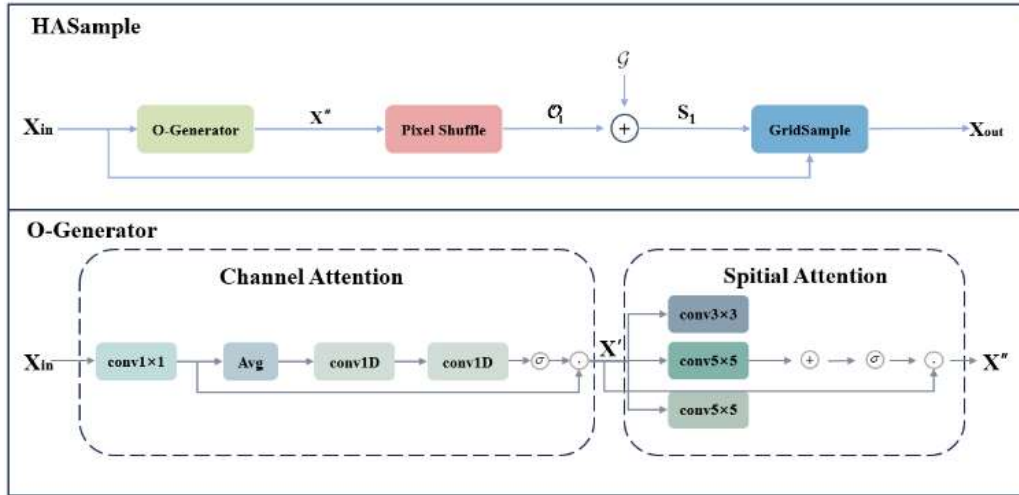 HASample
𝒢
Xin
O-Generator
X″
Pixel Shuffle
𝒪1
+
S1
GridSample
Xout
O-Generator
Channel Attention
Xin
conv1×1
Avg
conv1D
conv1D
σ
.
X′
Spitial Attention
conv3×3
conv5×5
conv5×5
+
σ
.
X″